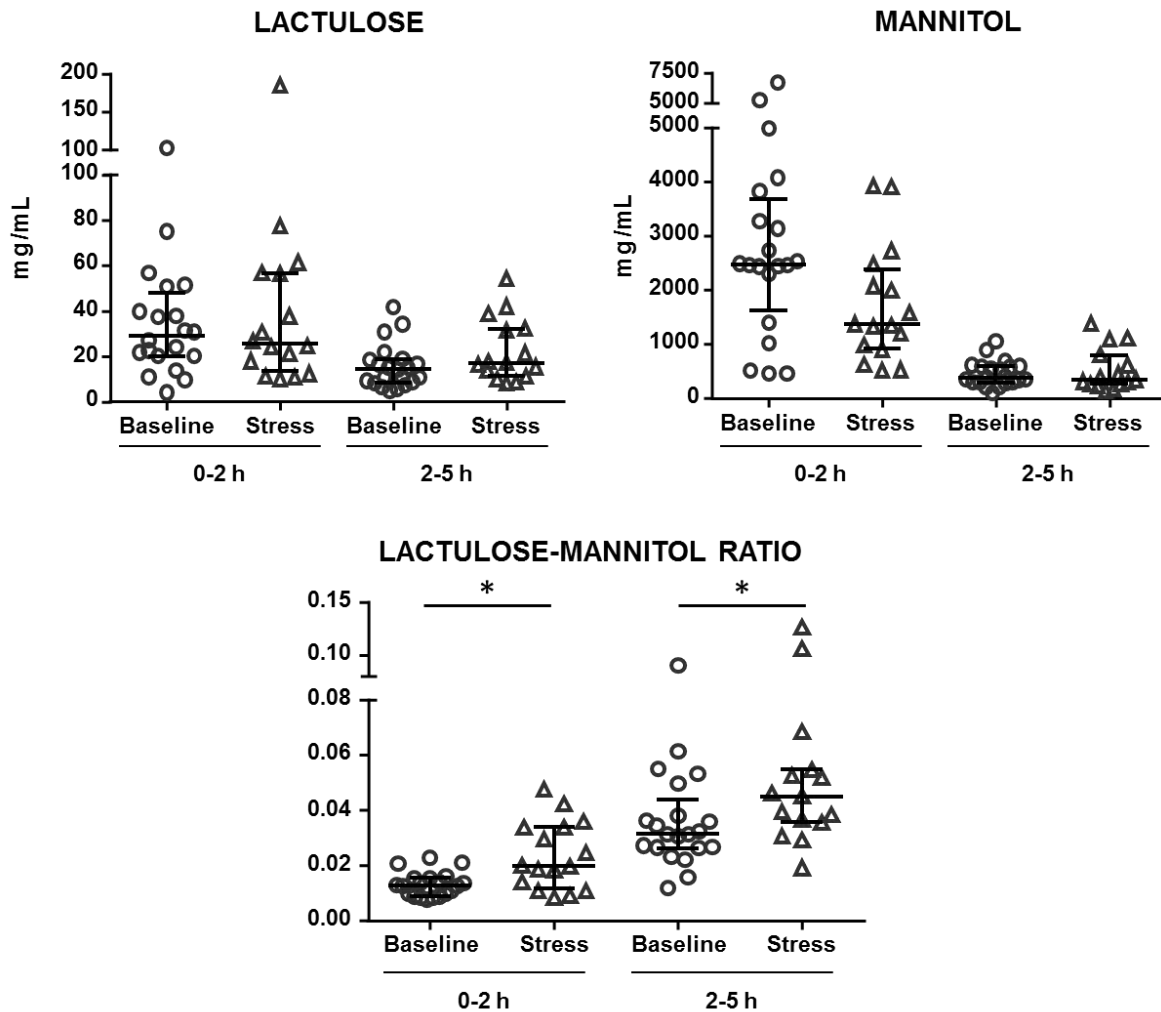 LACTULOSE
mg/mL
200
150
100
100
80
60
40
20
0
Baseline Stress Baseline Stress
0-2 h 2-5 h
MANNITOL
mg/mL
7500
5000
5000
4000
3000
2000
1000
0
Baseline Stress Baseline Stress
0-2 h 2-5 h
LACTULOSE-MANNITOL RATIO
* *
0.15
0.10
0.08
0.06
0.04
0.02
0.00
Baseline Stress Baseline Stress
0-2 h 2-5 h